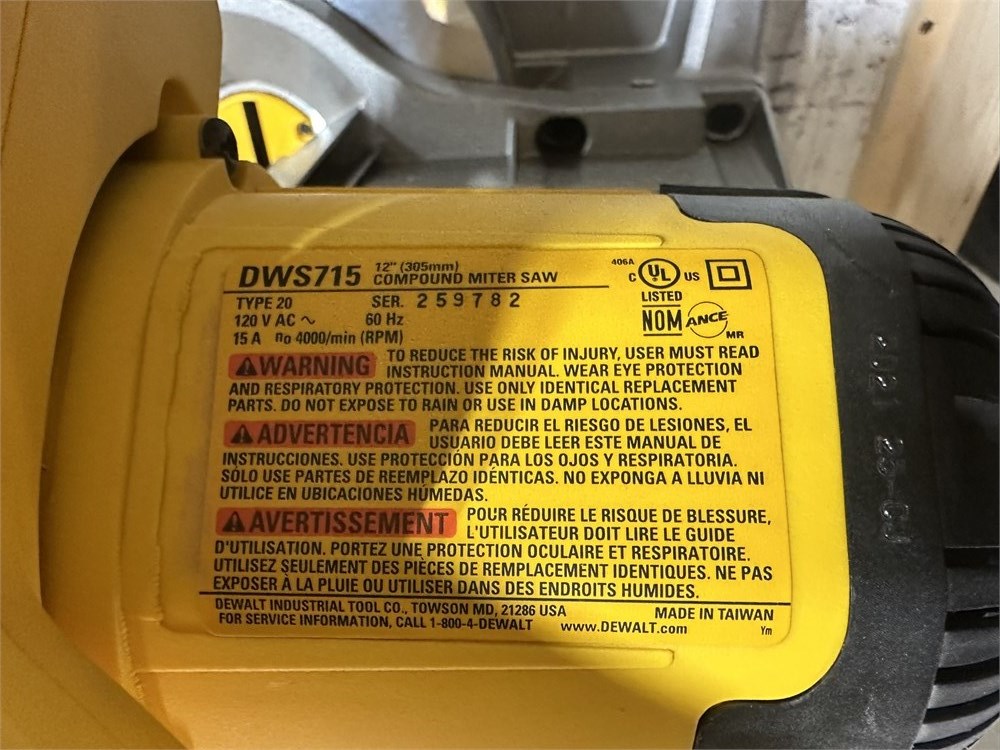 DWS715 12" (305mm) COMPOUND MITER SAW
406A
C UL US
LISTED
TYPE 20 SER. 259782
120 V AC ~ 60 Hz
15 A no 4000/min (RPM)
NOM ANCE MR
⚠WARNING TO REDUCE THE RISK OF INJURY, USER MUST READ
INSTRUCTION MANUAL. WEAR EYE PROTECTION
AND RESPIRATORY PROTECTION. USE ONLY IDENTICAL REPLACEMENT
PARTS. DO NOT EXPOSE TO RAIN OR USE IN DAMP LOCATIONS.
⚠ADVERTENCIA PARA REDUCIR EL RIESGO DE LESIONES, EL
USUARIO DEBE LEER ESTE MANUAL DE
INSTRUCCIONES. USE PROTECCIÓN PARA LOS OJOS Y RESPIRATORIA.
SÓLO USE PARTES DE REEMPLAZO IDÉNTICAS. NO EXPONGA A LLUVIA NI
UTILICE EN UBICACIONES HÚMEDAS.
⚠AVERTISSEMENT POUR RÉDUIRE LE RISQUE DE BLESSURE,
L'UTILISATEUR DOIT LIRE LE GUIDE
D'UTILISATION. PORTEZ UNE PROTECTION OCULAIRE ET RESPIRATOIRE.
UTILISEZ SEULEMENT DES PIÈCES DE REMPLACEMENT IDENTIQUES. NE PAS
EXPOSER À LA PLUIE OU UTILISER DANS DES ENDROITS HUMIDES.
DEWALT INDUSTRIAL TOOL CO., TOWSON MD, 21286 USA MADE IN TAIWAN
FOR SERVICE INFORMATION, CALL 1-800-4-DEWALT www.DEWALT.com Ym